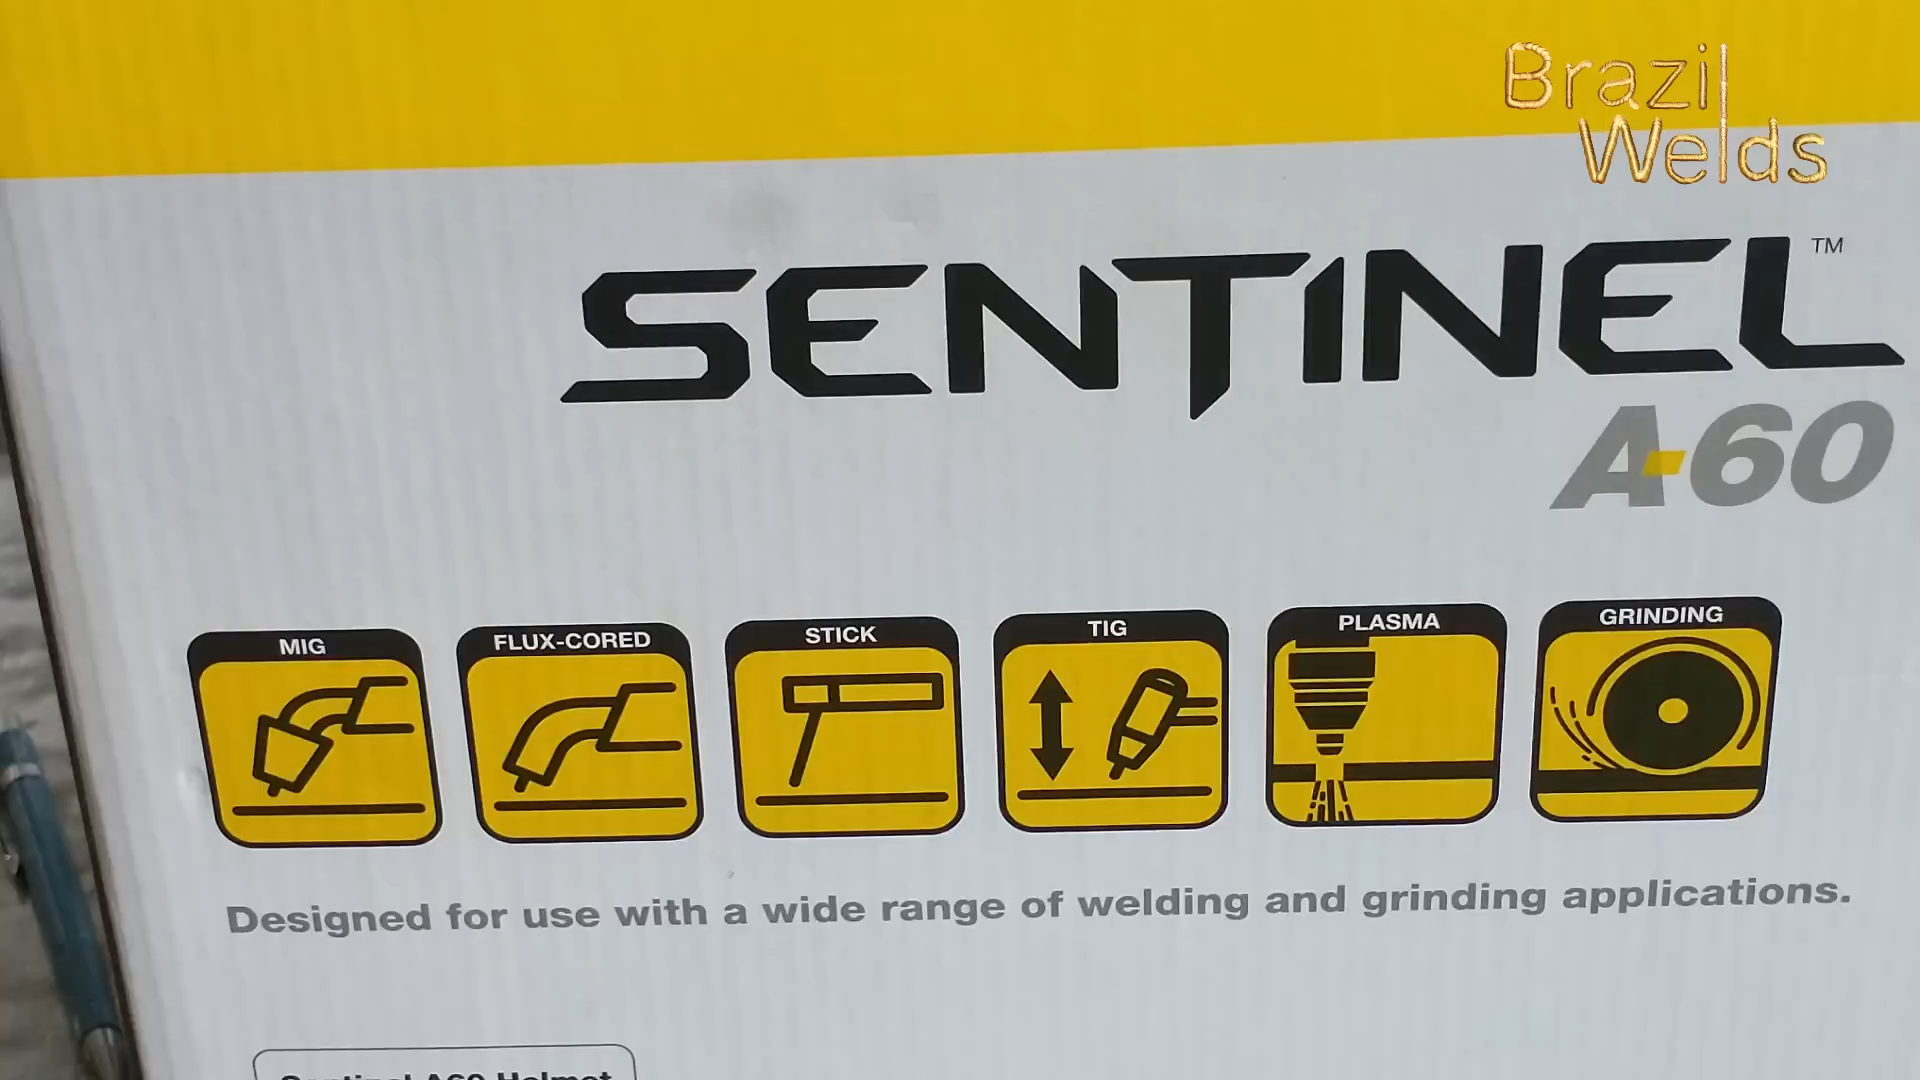 Brazil
Welds
SENTINEL™
A-60
MIG
FLUX-CORED
STICK
TIG
PLASMA
GRINDING
Designed for use with a wide range of welding and grinding applications.
Sentinel A60 Helmet